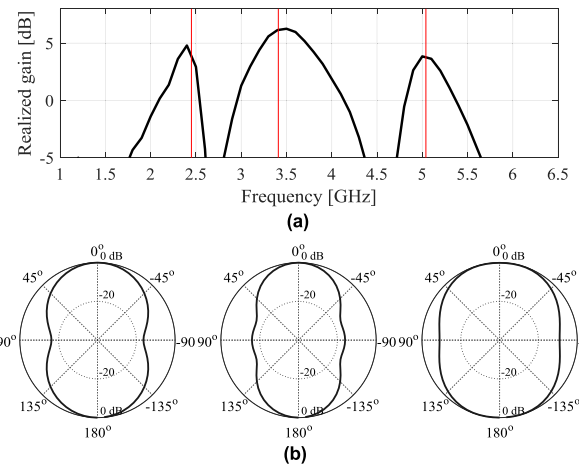 Realized gain [dB]
5
0
-5
1 1.5 2 2.5 3 3.5 4 4.5 5 5.5 6 6.5
Frequency [GHz]
(a)
0° 0 dB 0° 0 dB 0° 0 dB
45° -45° 45° -45° 45° -45°
-20 -20 -20
90° -90 90° -90 90°
-20 -20 -20
135° 0 dB -135° 135° 0 dB -135° 135° 0 dB -135°
180° 180° 180°
(b)